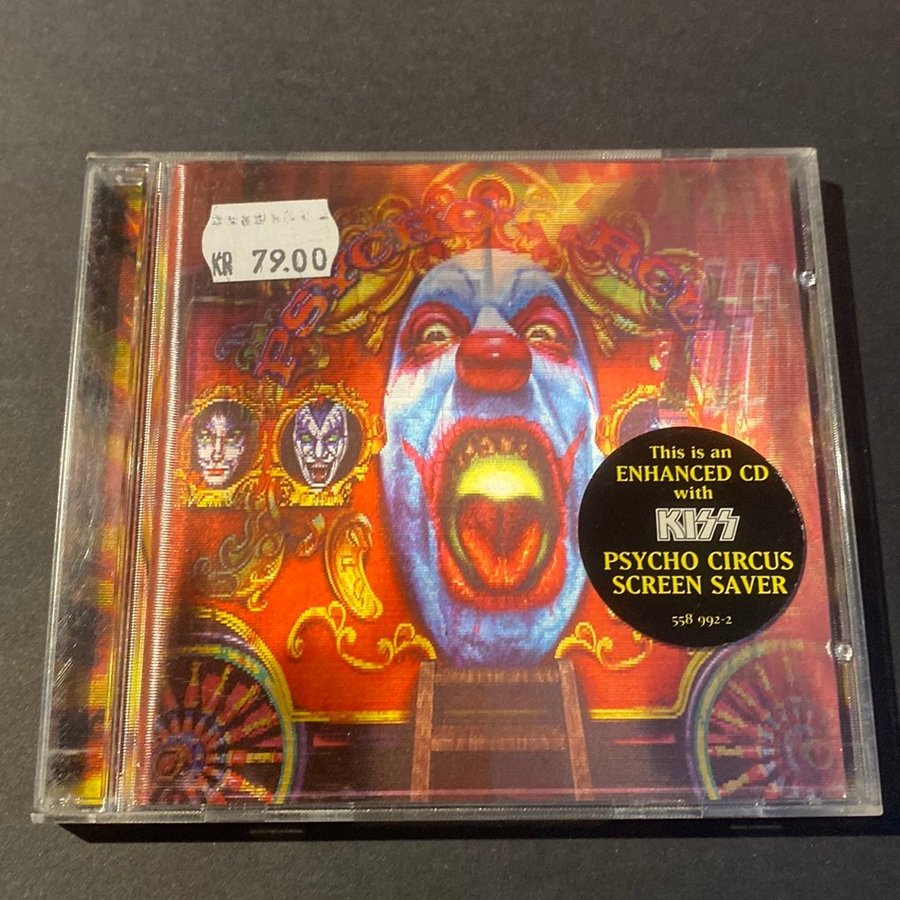 KR 79.00
PSYCHO CIRCUS
This is an
ENHANCED CD
with
KISS
PSYCHO CIRCUS
SCREEN SAVER
558 992-2